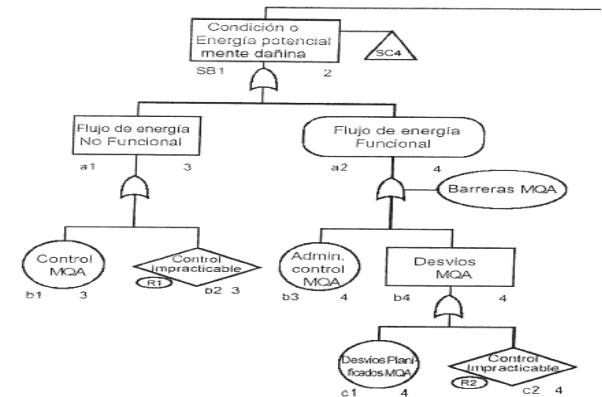 Condición o
Energía potencial
mente dañina
SC4
SB1 2
Flujo de energía
No Funcional
a1 3
Flujo de energía
Funcional
a2 4
Barreras MQA
Control
MQA
b1 3
Control
impracticable
R1
b2 3
Admin.
control
MQA
b3 4
Desvíos
MQA
b4 4
Desvíos Plani-
ficados MQA
c1 4
Control
Impracticable
R2
c2 4